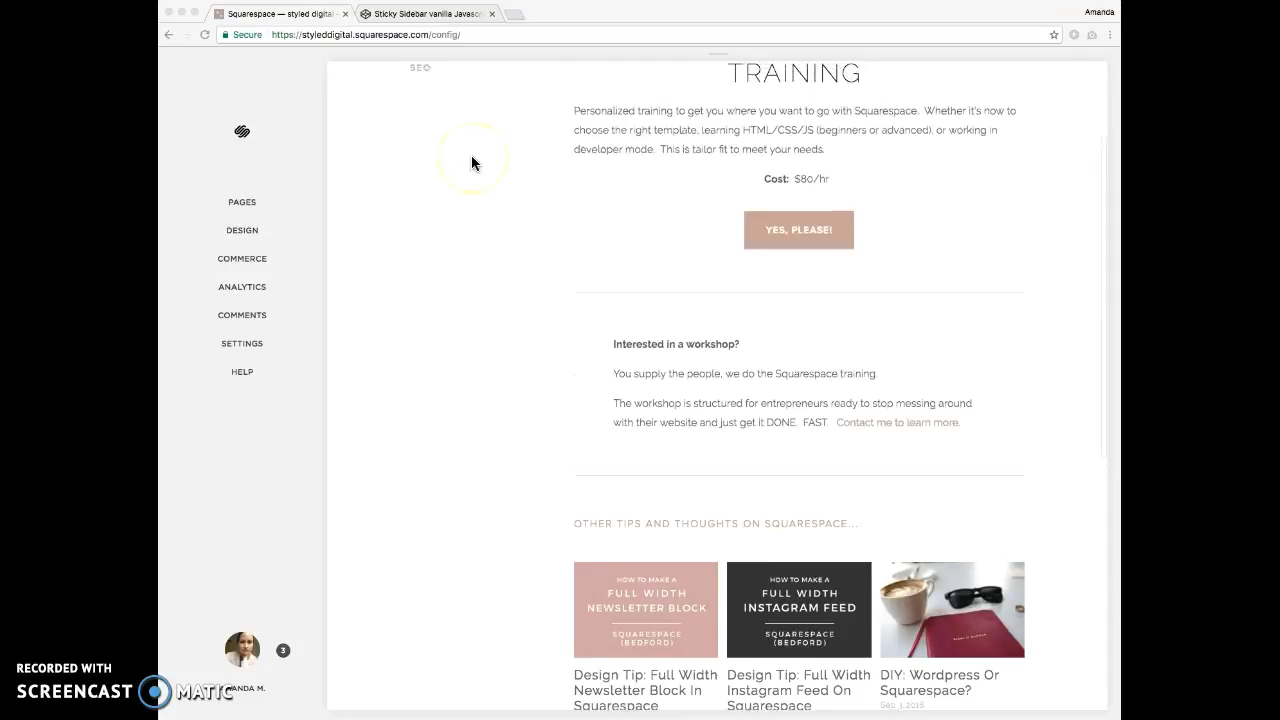 Squarespace — styled digital
Sticky Sidebar vanilla Javascr
Amanda
Secure
https://styleddigital.squarespace.com/config/
SEO
TRAINING
Personalized training to get you where you want to go with Squarespace. Whether it's now to
choose the right template, learning HTML/CSS/JS (beginners or advanced), or working in
developer mode. This is tailor fit to meet your needs.
Cost: $80/hr
YES, PLEASE!
PAGES
DESIGN
COMMERCE
ANALYTICS
COMMENTS
SETTINGS
HELP
Interested in a workshop?
You supply the people, we do the Squarespace training.
The workshop is structured for entrepreneurs ready to stop messing around
with their website and just get it DONE. FAST. Contact me to learn more.
OTHER TIPS AND THOUGHTS ON SQUARESPACE...
HOW TO MAKE A
FULL WIDTH
NEWSLETTER BLOCK
SQUARESPACE
(BEDFORD)
HOW TO MAKE A
FULL WIDTH
INSTAGRAM FEED
SQUARESPACE
(BEDFORD)
Design Tip: Full Width
Newsletter Block In
Squarespace
Design Tip: Full Width
Instagram Feed On
Squarespace
DIY: Wordpress Or
Squarespace?
Sep 3, 2016
3
ANDA M.
RECORDED WITH
SCREENCAST MATIC